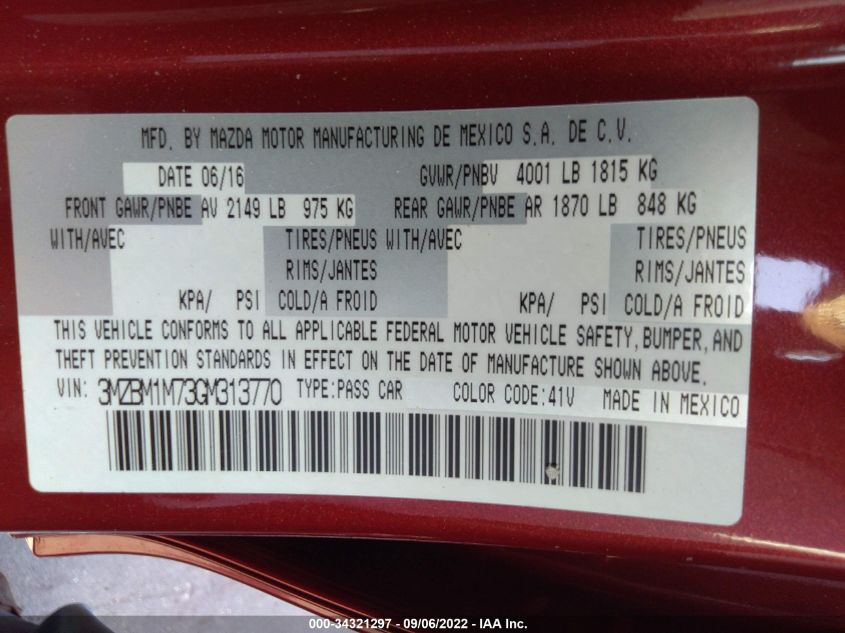 MFD. BY MAZDA MOTOR MANUFACTURING DE MEXICO S.A. DE C.V.
DATE 06/16 GVWR/PNBV 4001 LB 1815 KG
FRONT GAWR/PNBE AV 2149 LB 975 KG REAR GAWR/PNBE AR 1870 LB 848 KG
WITH/AVEC TIRES/PNEUS WITH/AVEC TIRES/PNEUS
RIMS/JANTES RIMS/JANTES
KPA/ PSI COLD/A FROID KPA/ PSI COLD/A FROID
THIS VEHICLE CONFORMS TO ALL APPLICABLE FEDERAL MOTOR VEHICLE SAFETY, BUMPER, AND
THEFT PREVENTION STANDARDS IN EFFECT ON THE DATE OF MANUFACTURE SHOWN ABOVE.
VIN: 3MZBM1M73GM313770 TYPE:PASS CAR COLOR CODE:41V MADE IN MEXICO
000-34321297 - 09/06/2022 - IAA Inc.